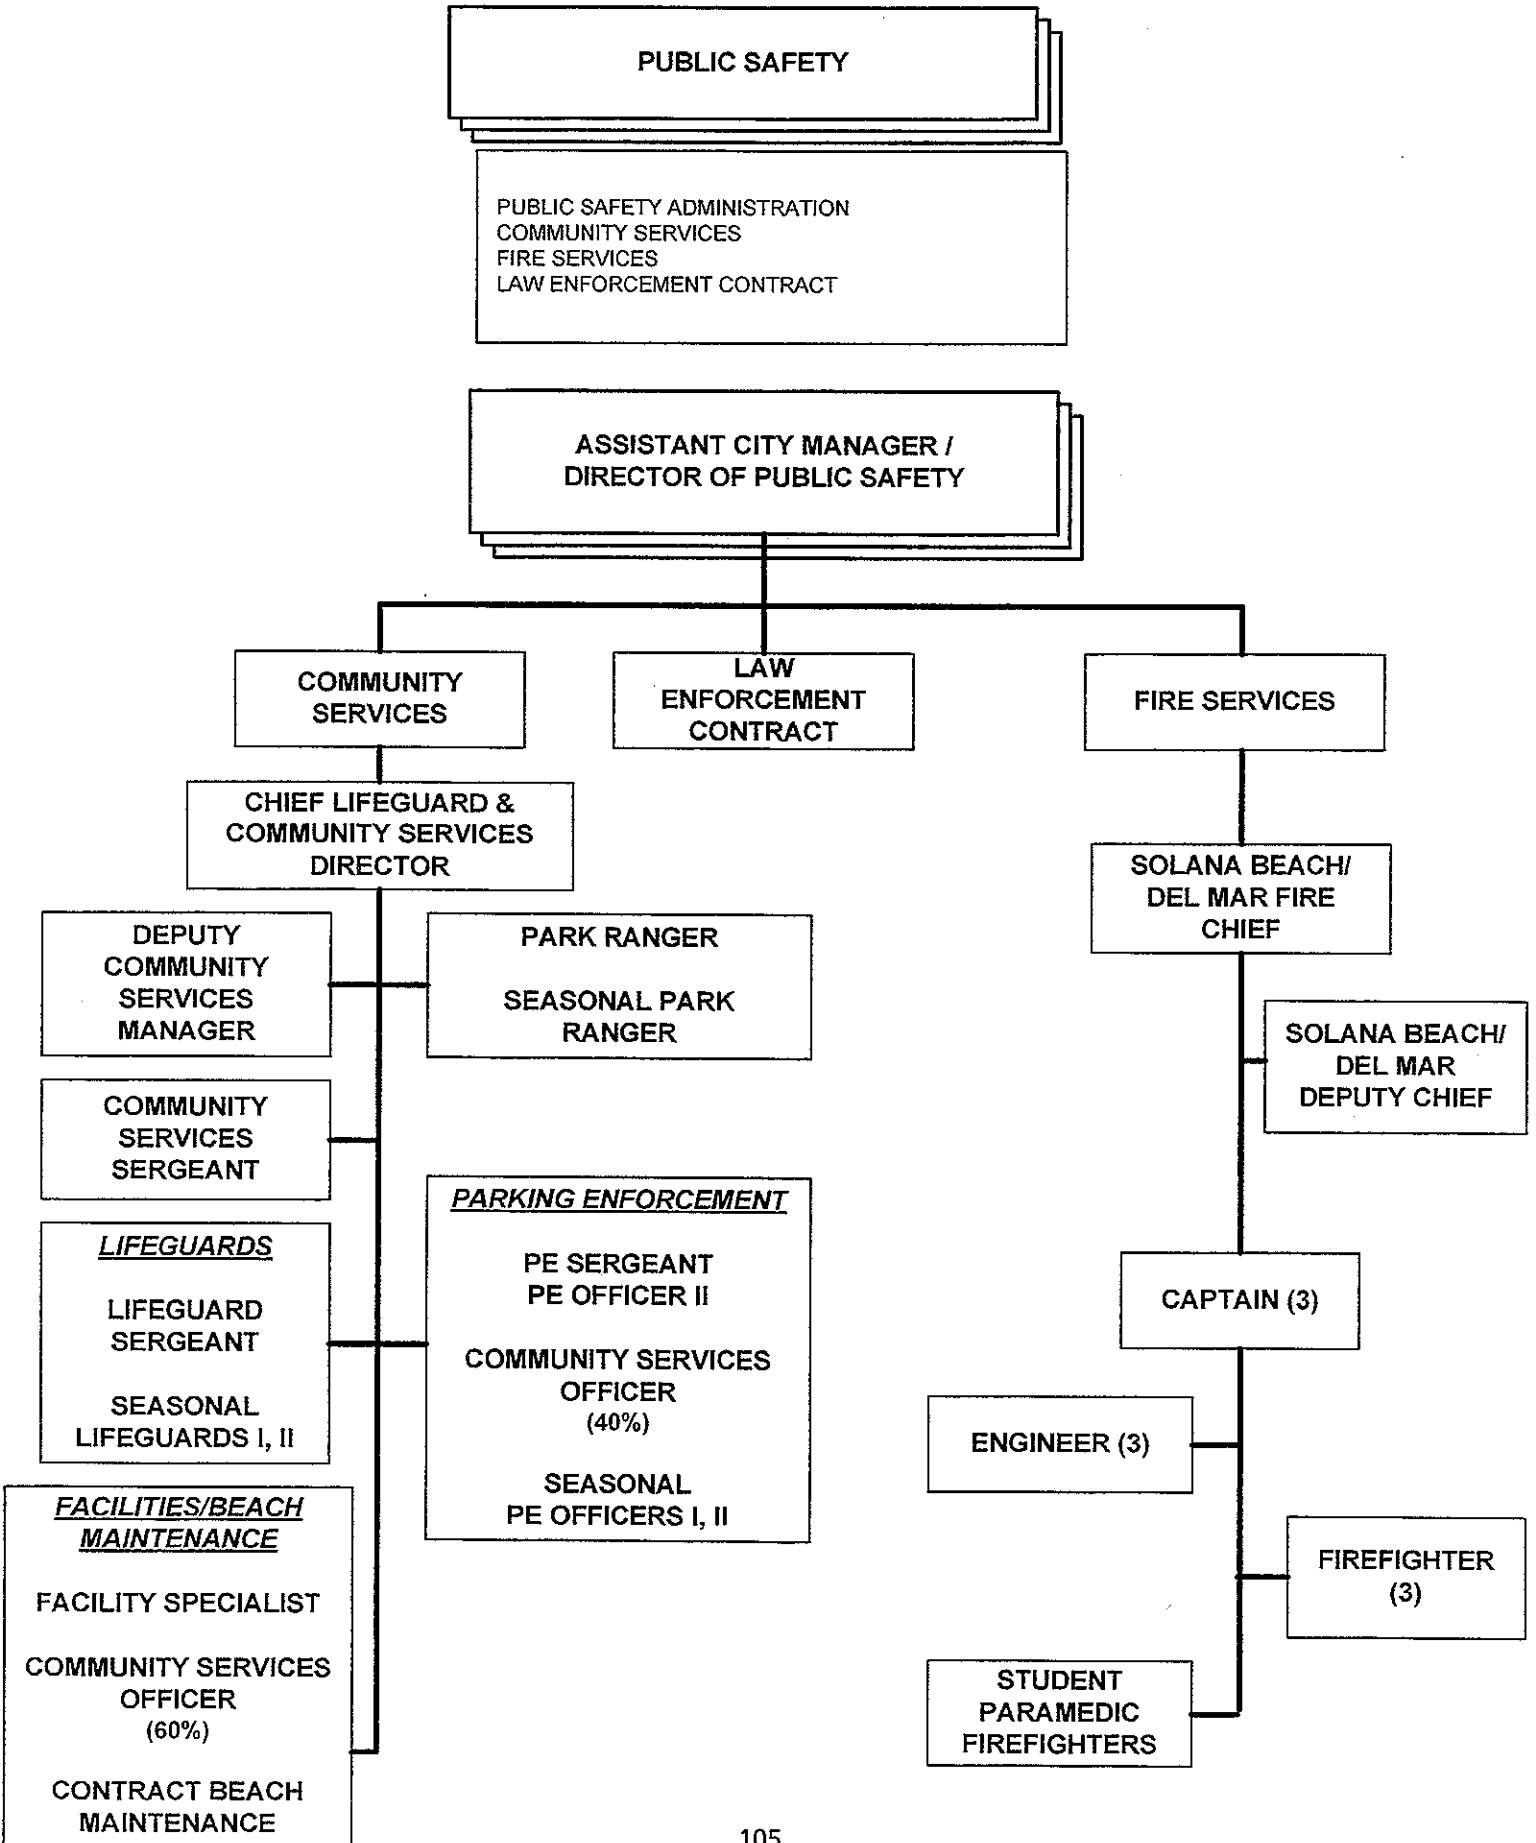 PUBLIC SAFETY
PUBLIC SAFETY ADMINISTRATION
COMMUNITY SERVICES
FIRE SERVICES
LAW ENFORCEMENT CONTRACT
ASSISTANT CITY MANAGER /
DIRECTOR OF PUBLIC SAFETY
COMMUNITY
SERVICES
LAW
ENFORCEMENT
CONTRACT
FIRE SERVICES
CHIEF LIFEGUARD &
COMMUNITY SERVICES
DIRECTOR
SOLANA BEACH/
DEL MAR FIRE
CHIEF
DEPUTY
COMMUNITY
SERVICES
MANAGER
PARK RANGER
SEASONAL PARK
RANGER
SOLANA BEACH/
DEL MAR
DEPUTY CHIEF
COMMUNITY
SERVICES
SERGEANT
LIFEGUARDS
LIFEGUARD
SERGEANT
SEASONAL
LIFEGUARDS I, II
PARKING ENFORCEMENT
PE SERGEANT
PE OFFICER II
COMMUNITY SERVICES
OFFICER
(40%)
SEASONAL
PE OFFICERS I, II
CAPTAIN (3)
ENGINEER (3)
FIREFIGHTER
(3)
STUDENT
PARAMEDIC
FIREFIGHTERS
FACILITIES/BEACH
MAINTENANCE
FACILITY SPECIALIST
COMMUNITY SERVICES
OFFICER
(60%)
CONTRACT BEACH
MAINTENANCE
105